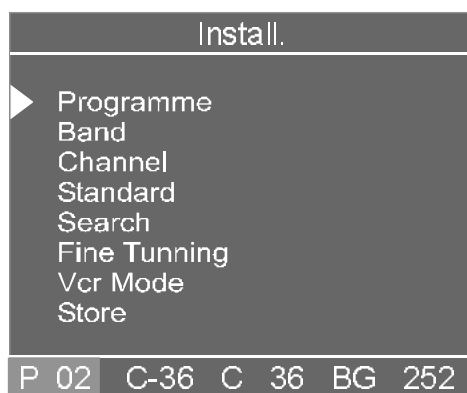 Install.
Programme
Band
Channel
Standard
Search
Fine Tunning
Vcr Mode
Store
P 02 C-36 C 36 BG 252